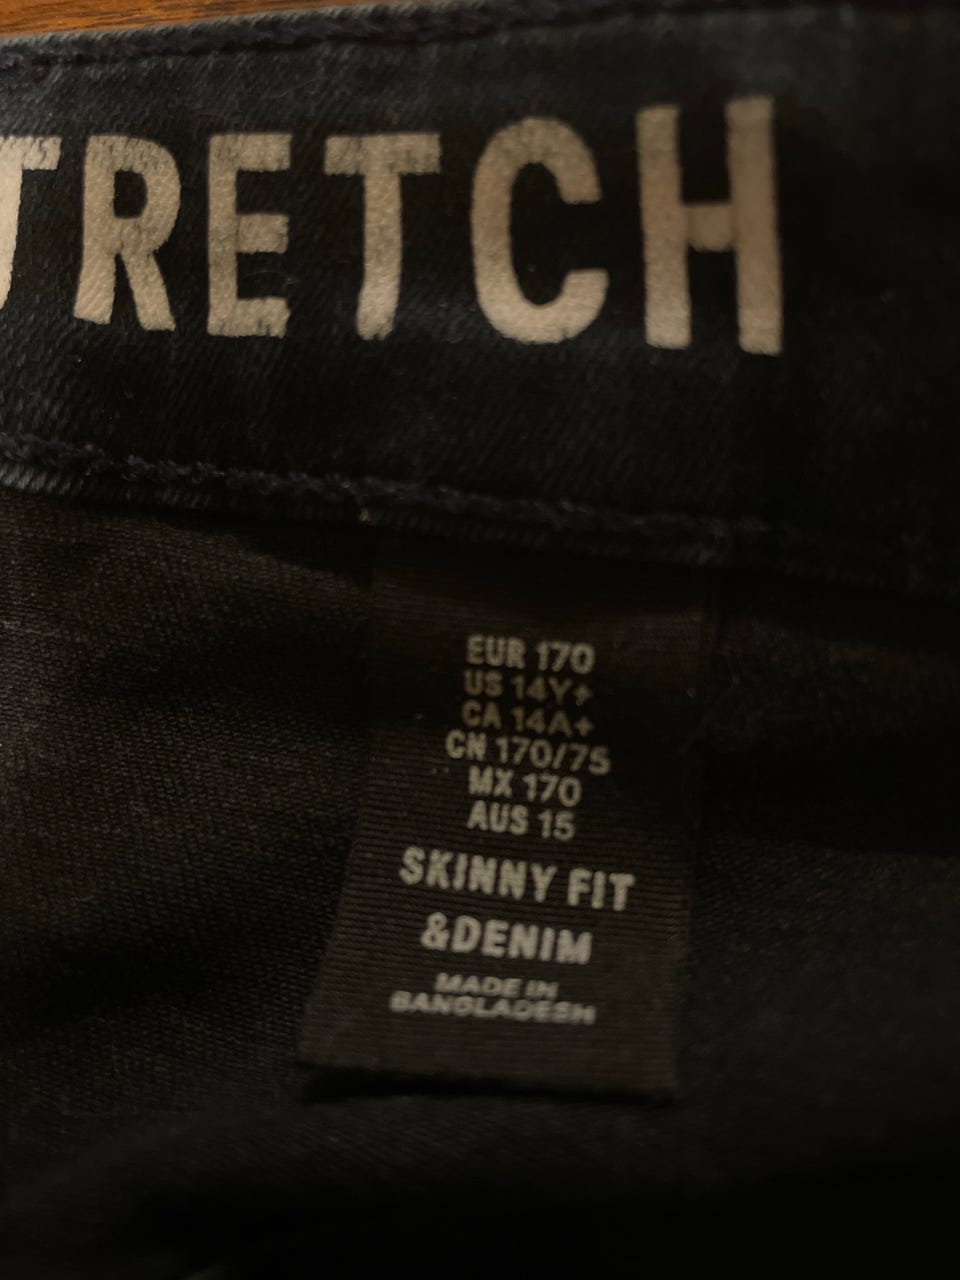 TRETCH
EUR 170
US 14Y+
CA 14A+
CN 170/75
MX 170
AUS 15
SKINNY FIT
&DENIM
MADE IN
BANGLADESH